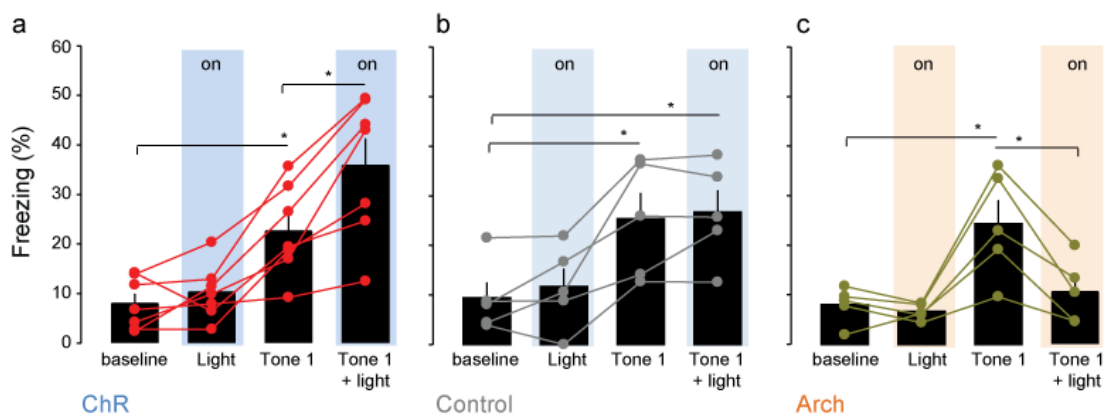 a
b
c
60
50
40
30
20
10
0
Freezing (%)
on
on
*
*
on
on
*
*
on
on
*
*
baseline Light Tone 1 Tone 1
+ light
baseline Light Tone 1 Tone 1
+ light
baseline Light Tone 1 Tone 1
+ light
ChR
Control
Arch